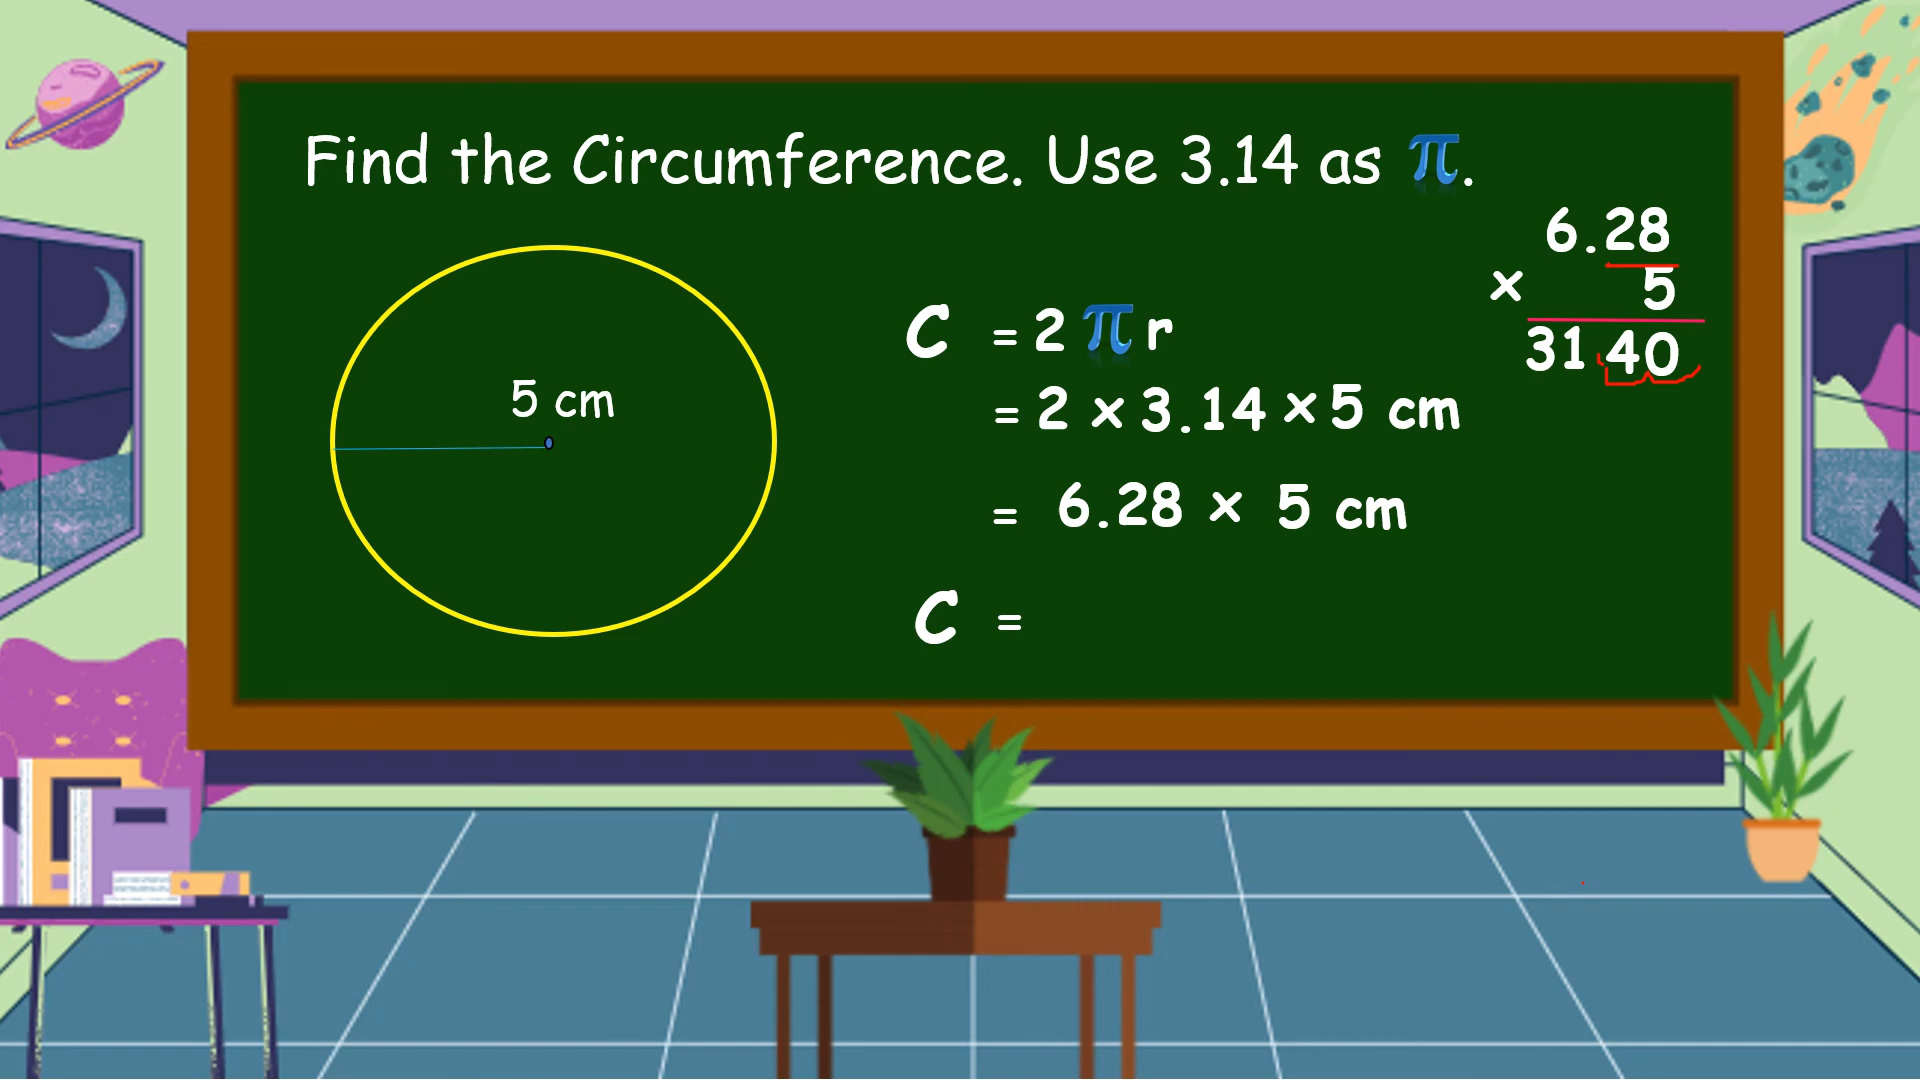 Find the Circumference. Use 3.14 as π.
6.28
× 5
31.40
5 cm
C = 2 π r
= 2 × 3.14 × 5 cm
= 6.28 × 5 cm
C =